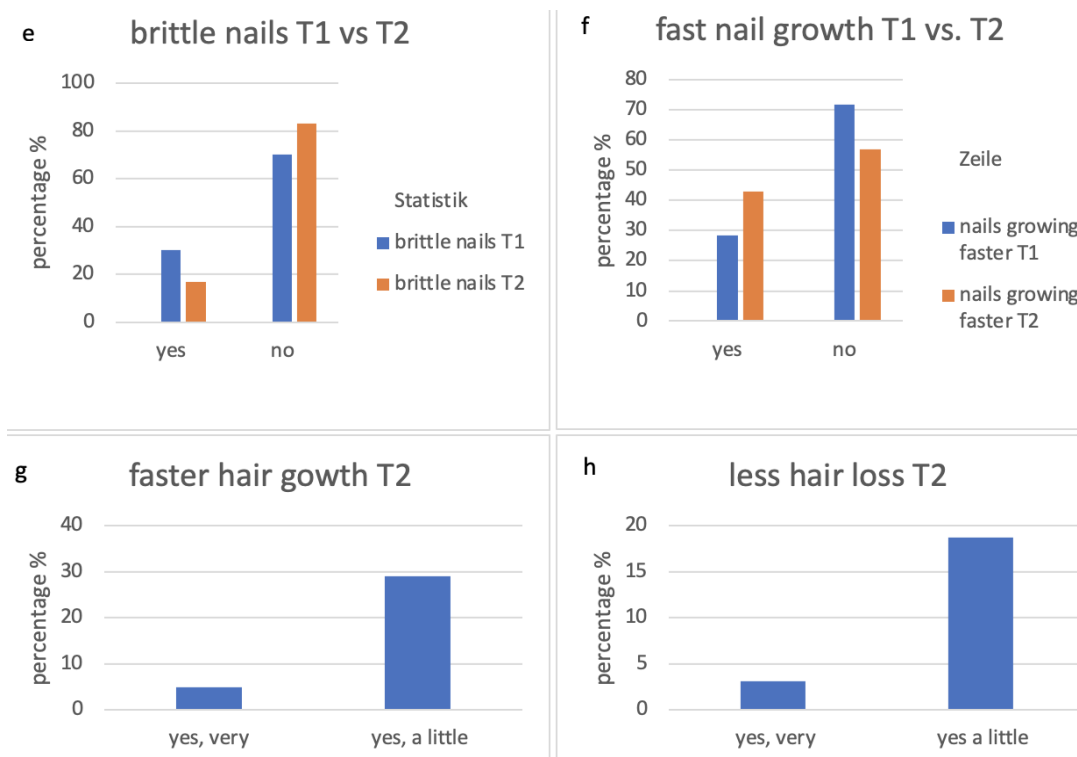 e
brittle nails T1 vs T2
percentage %
100
80
60
40
20
0
yes
no
Statistik
brittle nails T1
brittle nails T2
f
fast nail growth T1 vs. T2
percentage %
80
70
60
50
40
30
20
10
0
yes
no
Zeile
nails growing
faster T1
nails growing
faster T2
g
faster hair gowth T2
percentage %
40
30
20
10
0
yes, very
yes, a little
h
less hair loss T2
percentage %
20
15
10
5
0
yes, very
yes a little